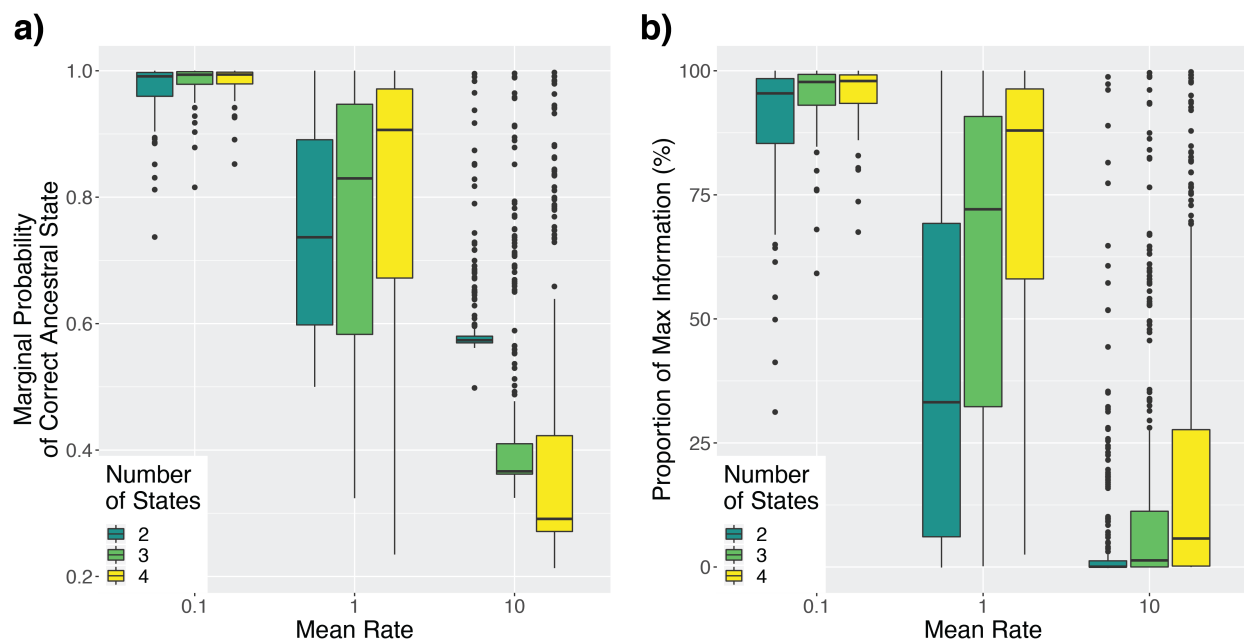 a)
Marginal Probability
of Correct Ancestral State
1.0
0.8
0.6
0.4
0.2
Number
of States
2
3
4
0.1
1
10
Mean Rate
b)
Proportion of Max Information (%)
100
75
50
25
0
Number
of States
2
3
4
0.1
1
10
Mean Rate